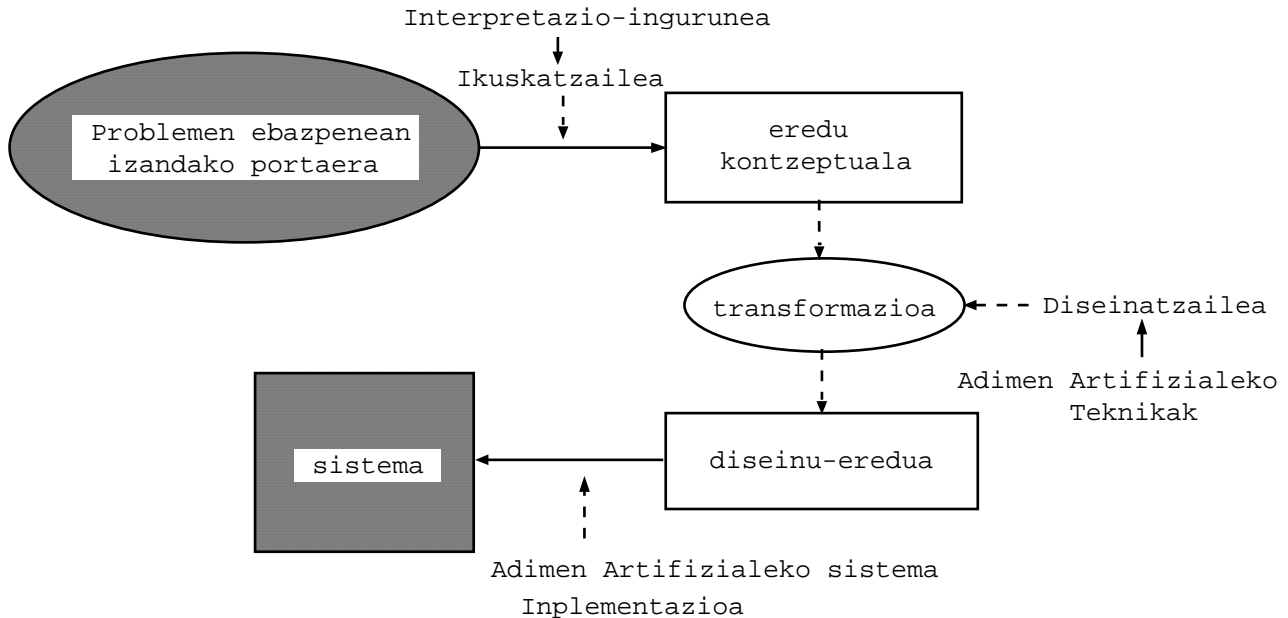 Interpretazio-ingurunea
Ikuskatzailea
Problemen ebazpenean
izandako portaera
eredu
kontzeptuala
transformazioa
Diseinatzailea
Adimen Artifizialeko
Teknikak
sistema
diseinu-eredua
Adimen Artifizialeko sistema
Inplementazioa